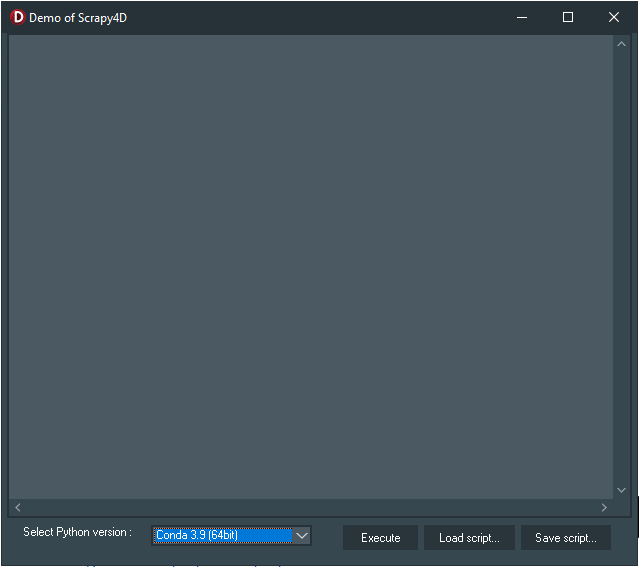 Demo of Scrapy4D
Select Python version :
Conda 3.9 (64bit)
Execute
Load script...
Save script...